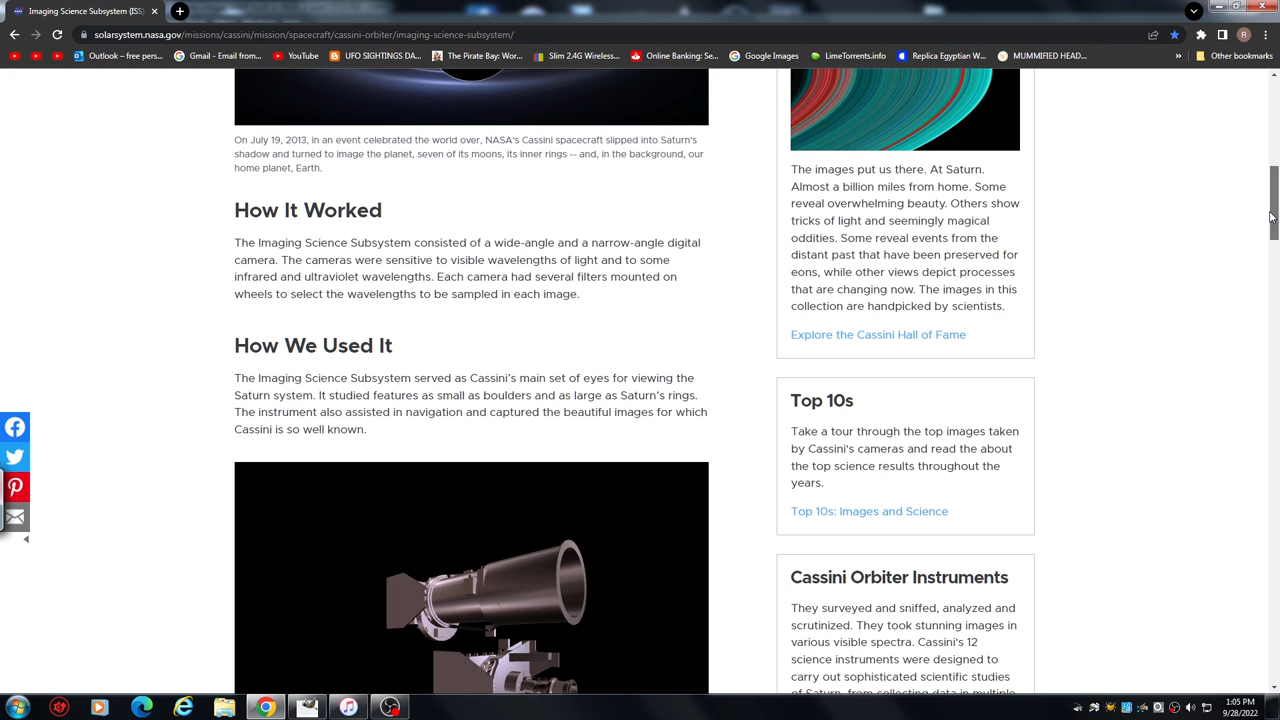 Imaging Science Subsystem (ISS)
solarsystem.nasa.gov/missions/cassini/mission/spacecraft/cassini-orbiter/imaging-science-subsystem/
R
Outlook – free pers...
Gmail - Email from...
YouTube
UFO SIGHTINGS DA...
The Pirate Bay: Wor...
Slim 2.4G Wireless...
Online Banking: Se...
Google Images
LimeTorrents.info
Replica Egyptian W...
MUMMIFIED HEAD...
»
Other bookmarks
On July 19, 2013, in an event celebrated the world over, NASA's Cassini spacecraft slipped into Saturn's
shadow and turned to image the planet, seven of its moons, its inner rings -- and, in the background, our
home planet, Earth.
How It Worked
The Imaging Science Subsystem consisted of a wide-angle and a narrow-angle digital
camera. The cameras were sensitive to visible wavelengths of light and to some
infrared and ultraviolet wavelengths. Each camera had several filters mounted on
wheels to select the wavelengths to be sampled in each image.
How We Used It
The Imaging Science Subsystem served as Cassini's main set of eyes for viewing the
Saturn system. It studied features as small as boulders and as large as Saturn's rings.
The instrument also assisted in navigation and captured the beautiful images for which
Cassini is so well known.
The images put us there. At Saturn.
Almost a billion miles from home. Some
reveal overwhelming beauty. Others show
tricks of light and seemingly magical
oddities. Some reveal events from the
distant past that have been preserved for
eons, while other views depict processes
that are changing now. The images in this
collection are handpicked by scientists.
Explore the Cassini Hall of Fame
Top 10s
Take a tour through the top images taken
by Cassini's cameras and read the about
the top science results throughout the
years.
Top 10s: Images and Science
Cassini Orbiter Instruments
They surveyed and sniffed, analyzed and
scrutinized. They took stunning images in
various visible spectra. Cassini's 12
science instruments were designed to
carry out sophisticated scientific studies
of Saturn, from collecting data in multiple
1:05 PM
9/28/2022